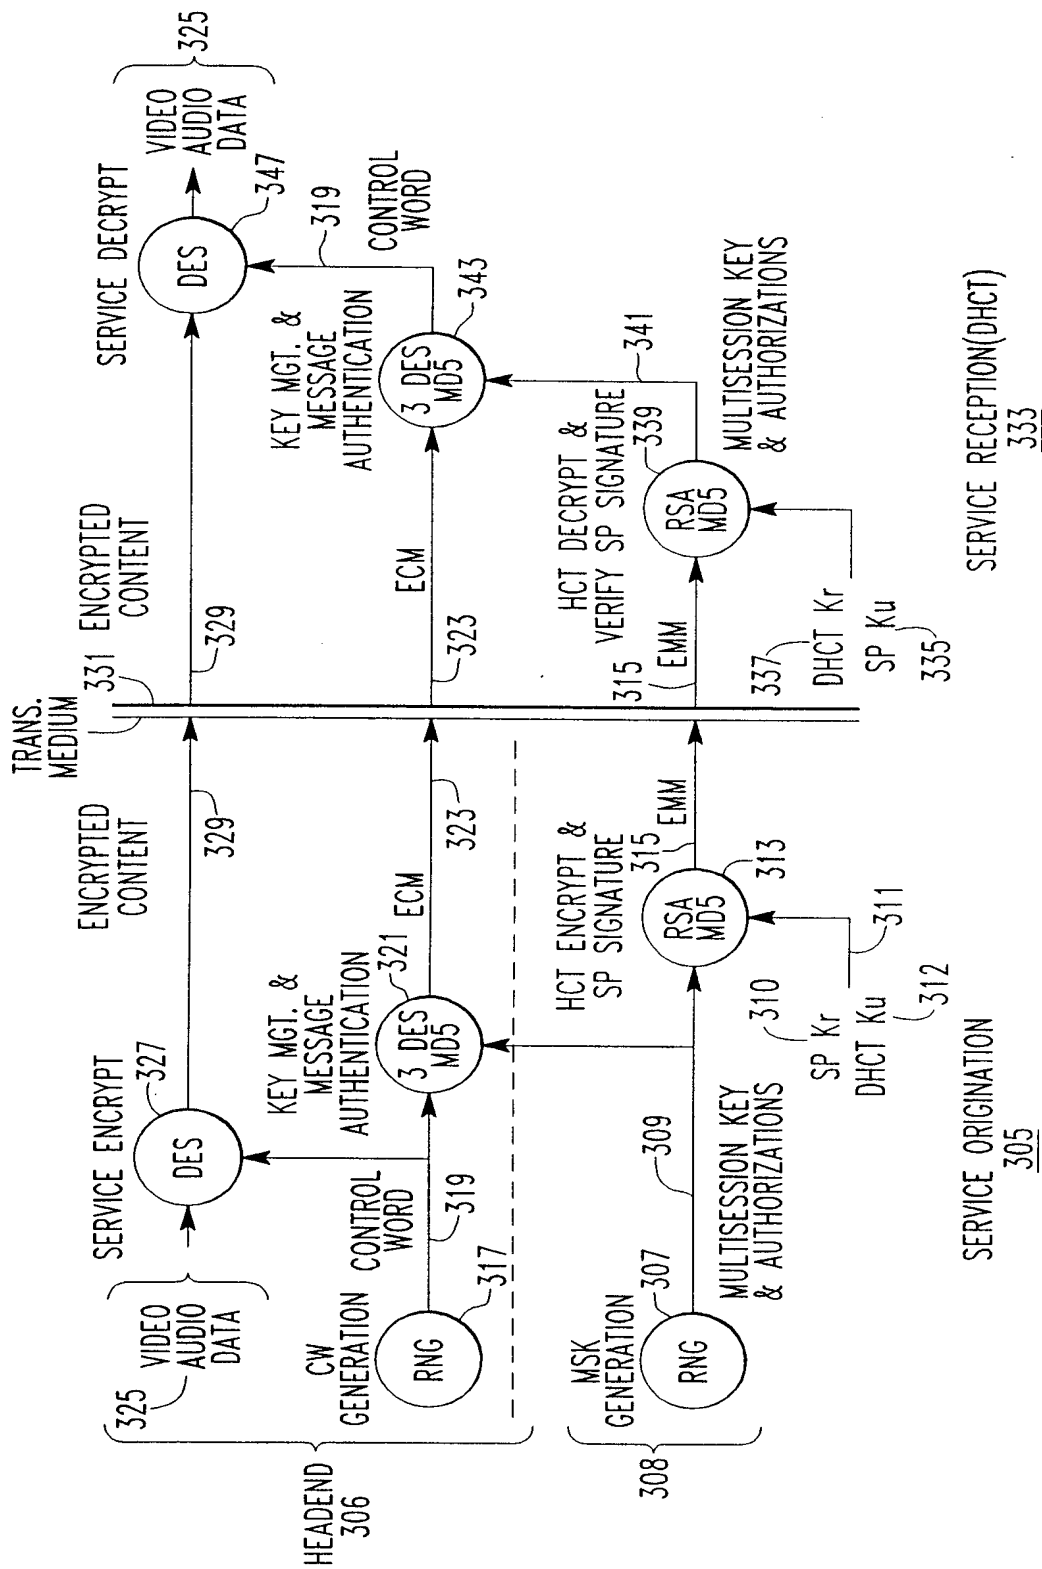 TRANS.
MEDIUM
331
325
VIDEO
AUDIO
DATA
SERVICE ENCRYPT
327
DES
ENCRYPTED
CONTENT
329
ENCRYPTED
CONTENT
329
SERVICE DECRYPT
DES
347
VIDEO
AUDIO
DATA
325
HEADEND
306
CW
GENERATION
RNG
317
CONTROL
WORD
319
KEY MGT. &
MESSAGE
AUTHENTICATION
321
3 DES
MD5
ECM
323
ECM
323
KEY MGT. &
MESSAGE
AUTHENTICATION
3 DES
MD5
343
319
CONTROL
WORD
308
MSK
GENERATION
307
RNG
309
MULTISESSION KEY
& AUTHORIZATIONS
HCT ENCRYPT &
SP SIGNATURE
RSA
MD5
313
315
EMM
310
SP Kr
DHCT Ku
312
311
315
EMM
HCT DECRYPT &
VERIFY SP SIGNATURE
339
RSA
MD5
341
MULTISESSION KEY
& AUTHORIZATIONS
337
DHCT Kr
SP Ku
335
SERVICE ORIGINATION
305
SERVICE RECEPTION(DHCT)
333